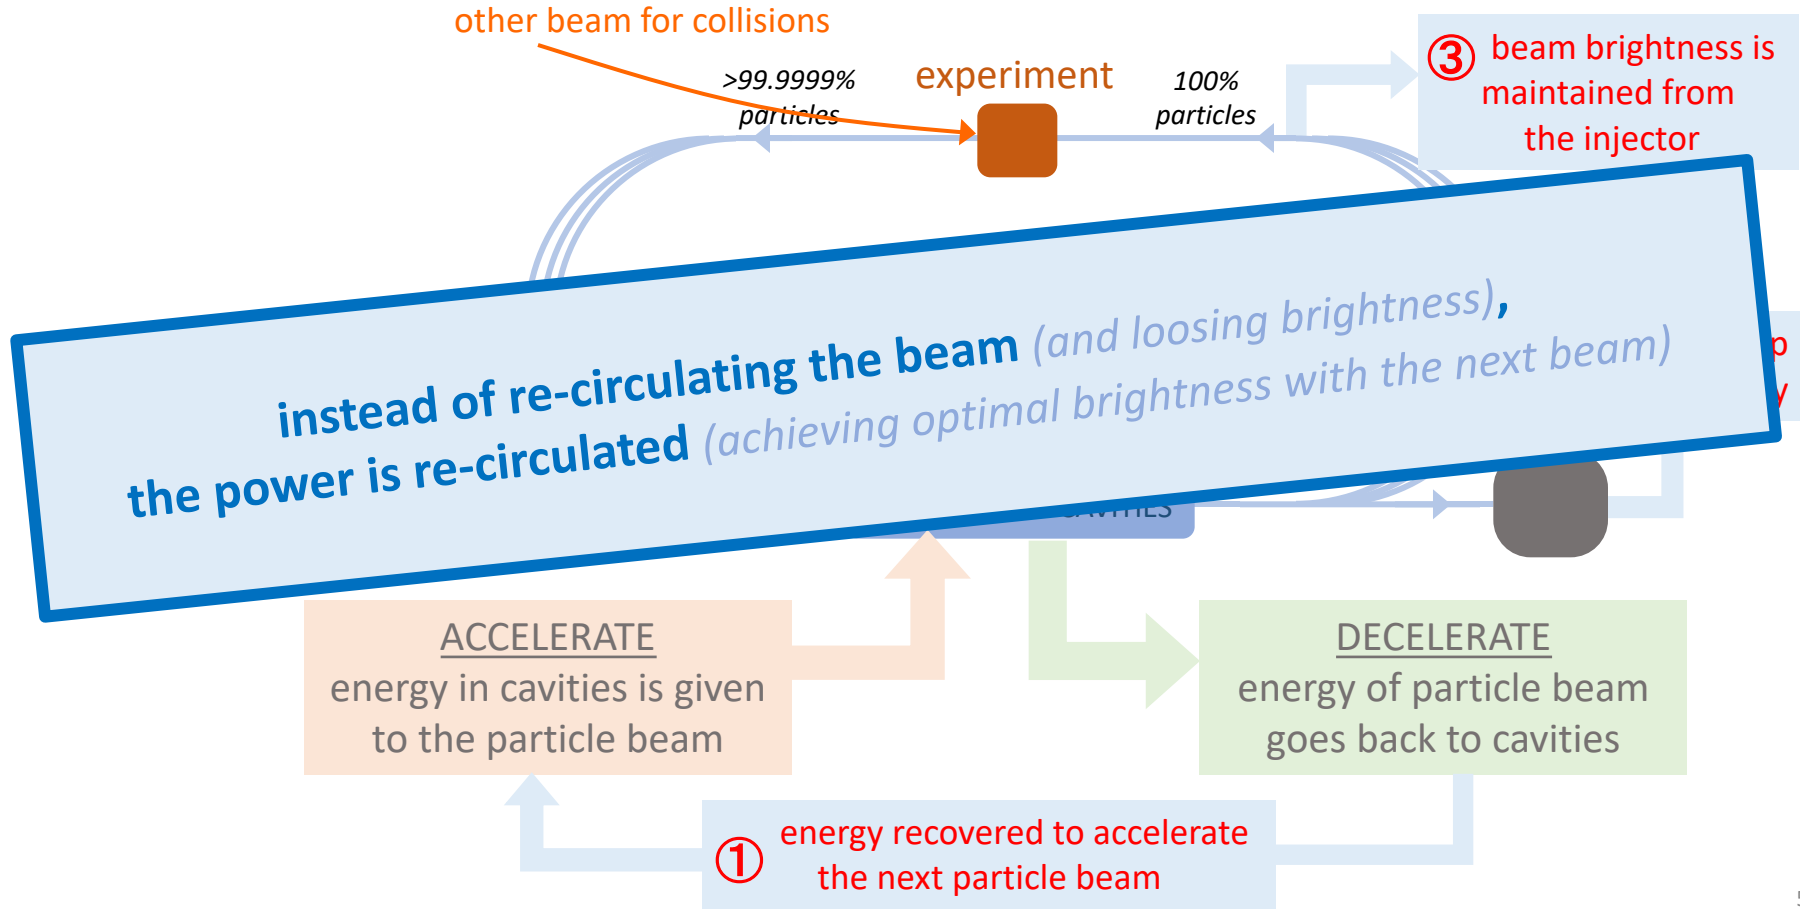 other beam for collisions
>99.9999%
particles
experiment
100%
particles
③ beam brightness is
maintained from
the injector
instead of re-circulating the beam (and loosing brightness),
the power is re-circulated (achieving optimal brightness with the next beam)
p
y
ACCELERATE
energy in cavities is given
to the particle beam
DECELERATE
energy of particle beam
goes back to cavities
① energy recovered to accelerate
the next particle beam